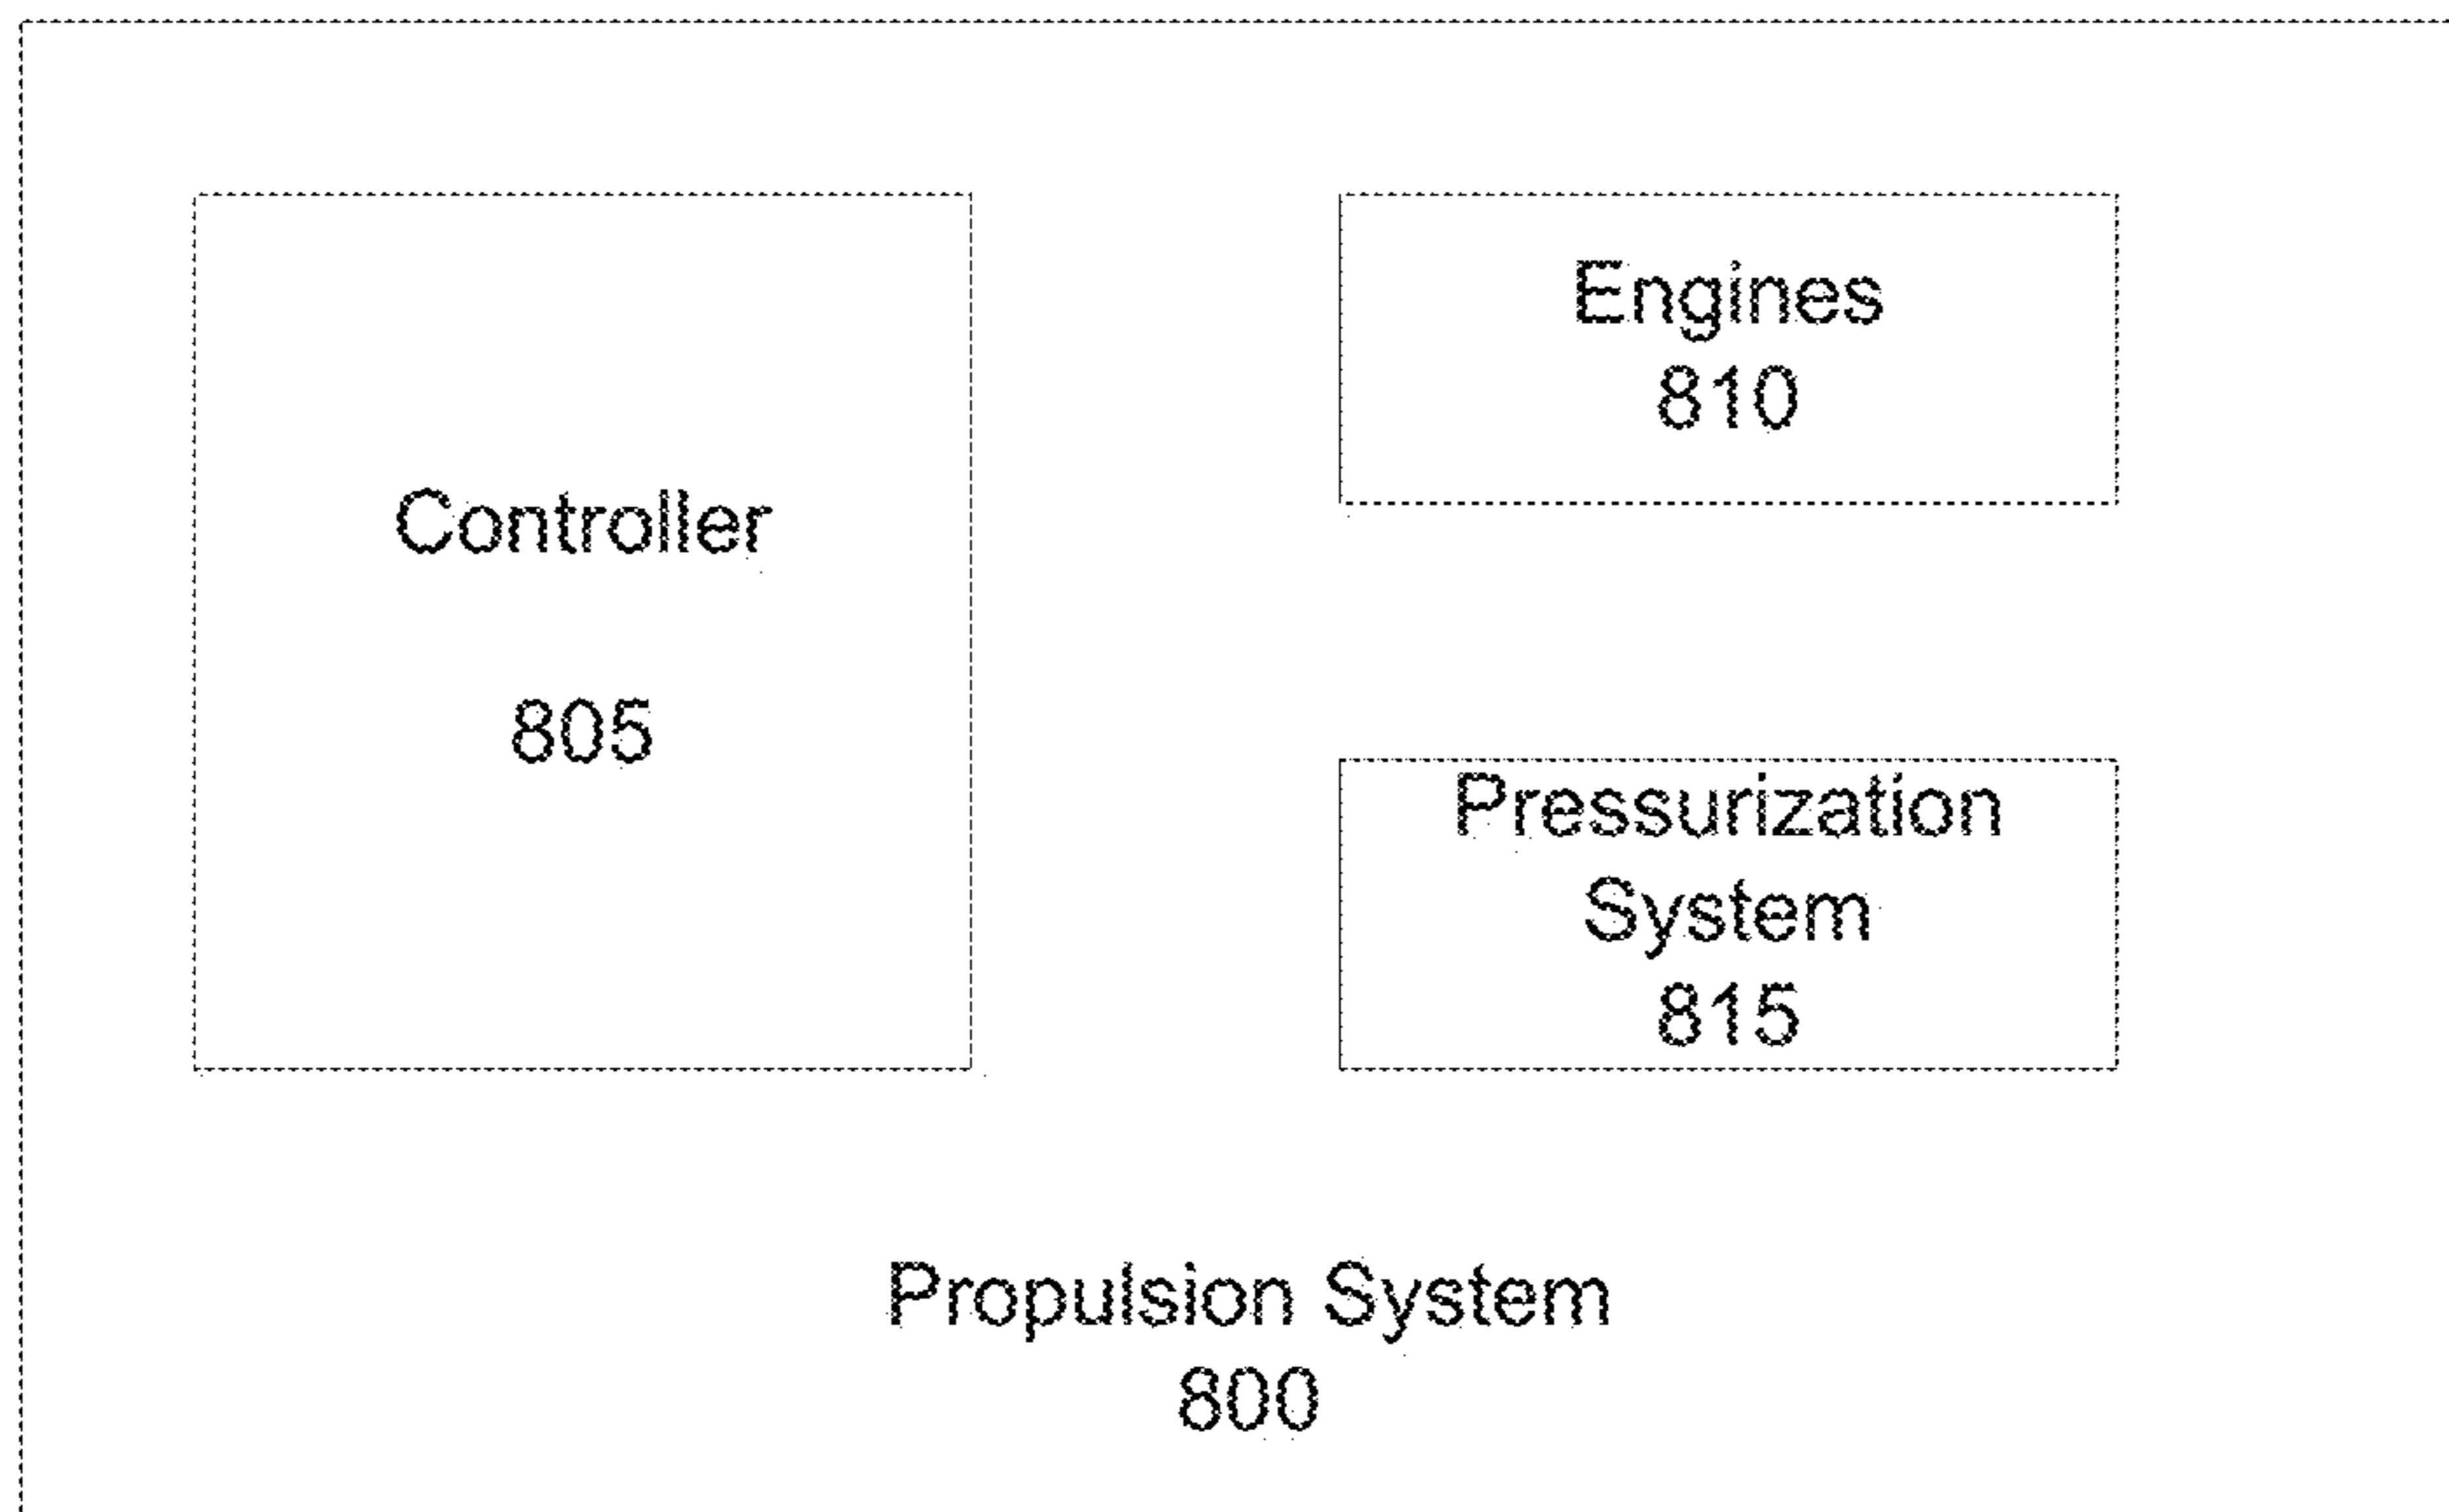 Controller
805
Engines
810
Pressurization
System
815
Propulsion System
800